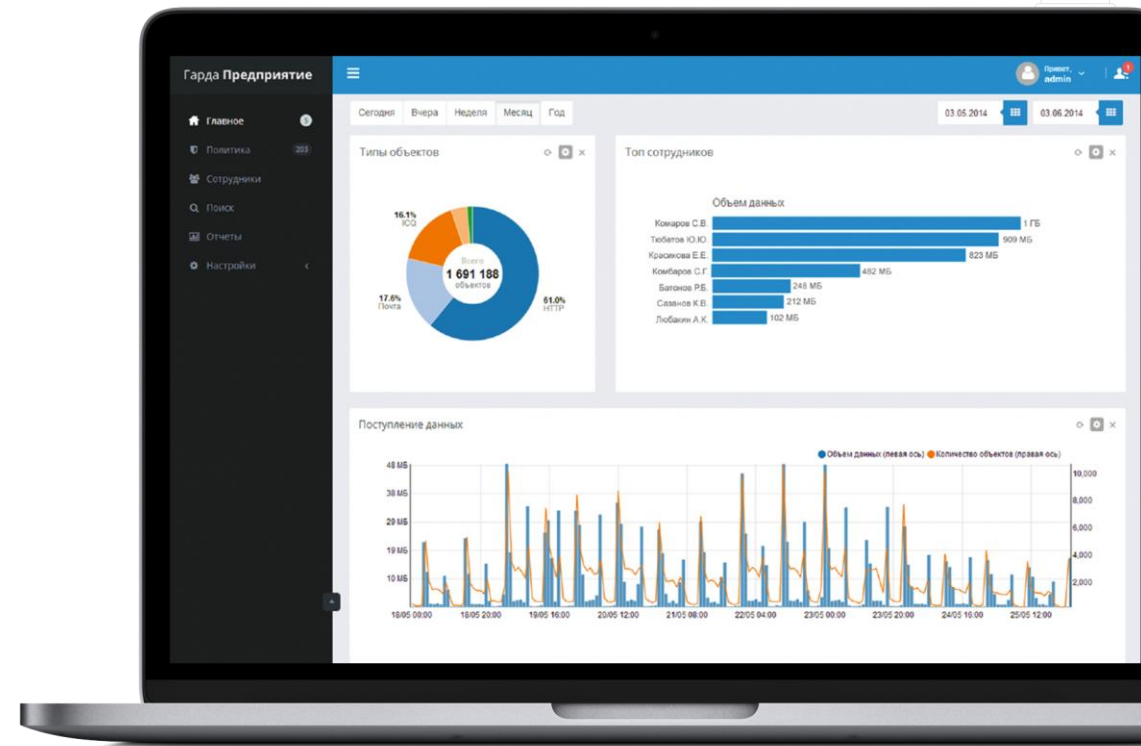 Гарда Предприятие
Привет,
admin
1
Главное
5
Политика
203
Сотрудники
Поиск
Отчеты
Настройки
Сегодня Вчера Неделя Месяц Год
03.05.2014
03.06.2014
Типы объектов
16.1%
ICQ
Всего
1 691 188
объектов
17.6%
Почта
61.0%
HTTP
Топ сотрудников
Объем данных
Комаров С.В. 1 ГБ
Тюбетов Ю.Ю. 909 МБ
Красикова Е.Е. 823 МБ
Комбаров С.Г. 482 МБ
Батонов Р.Б. 248 МБ
Сазанов К.В. 212 МБ
Любакин А.К. 102 МБ
Поступление данных
Объем данных (левая ось) Количество объектов (правая ось)
48 МБ
38 МБ
29 МБ
19 МБ
10 МБ
10,000
8,000
6,000
4,000
2,000
18/05 00:00 18/05 20:00 19/05 16:00 20/05 12:00 21/05 08:00 22/05 04:00 23/05 00:00 23/05 20:00 24/05 16:00 25/05 12:00